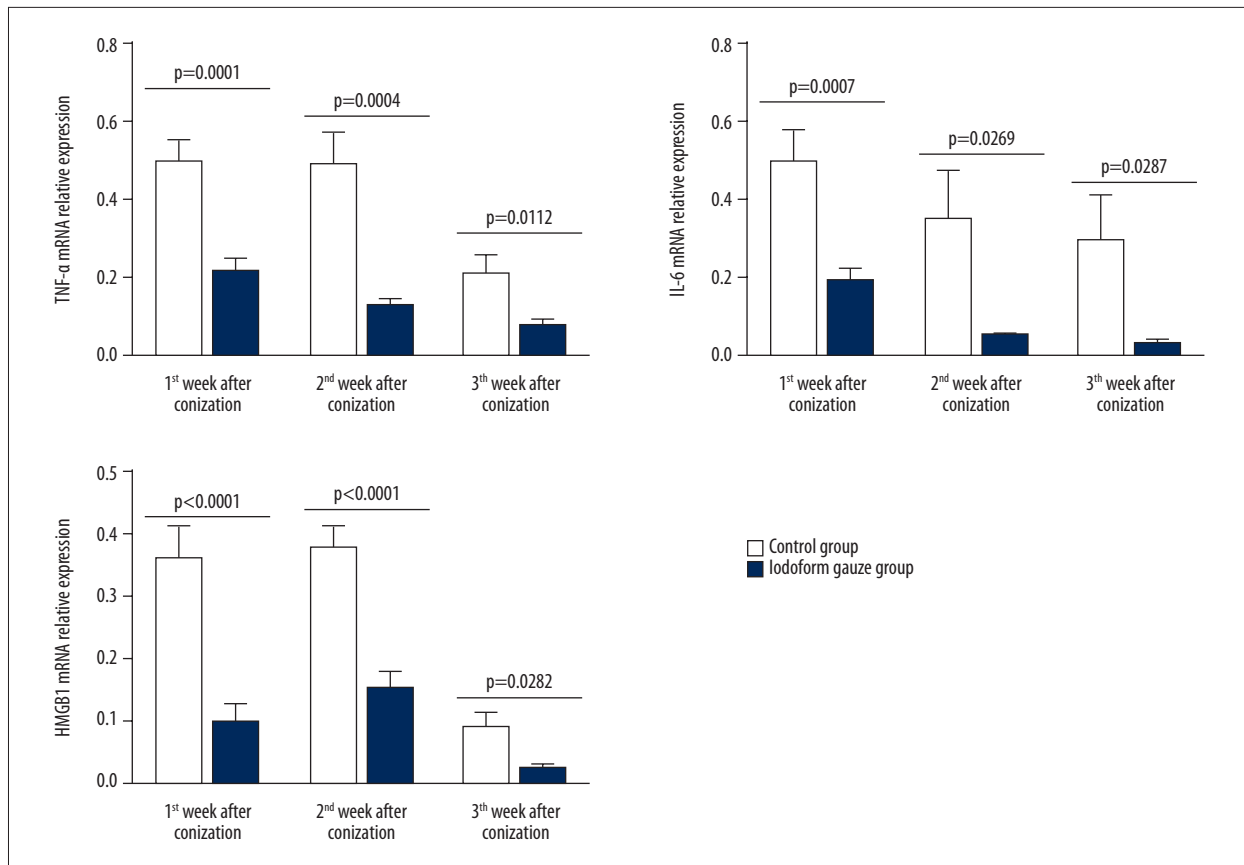 TNF-α mRNA relative expression
0.8
0.6
0.4
0.2
0.0
p=0.0001
p=0.0004
p=0.0112
1st week after
conization
2nd week after
conization
3th week after
conization
IL-6 mRNA relative expression
0.8
0.6
0.4
0.2
0.0
p=0.0007
p=0.0269
p=0.0287
1st week after
conization
2nd week after
conization
3th week after
conization
HMGB1 mRNA relative expression
0.5
0.4
0.3
0.2
0.1
0.0
p<0.0001
p<0.0001
p=0.0282
1st week after
conization
2nd week after
conization
3th week after
conization
Control group
Iodoform gauze group